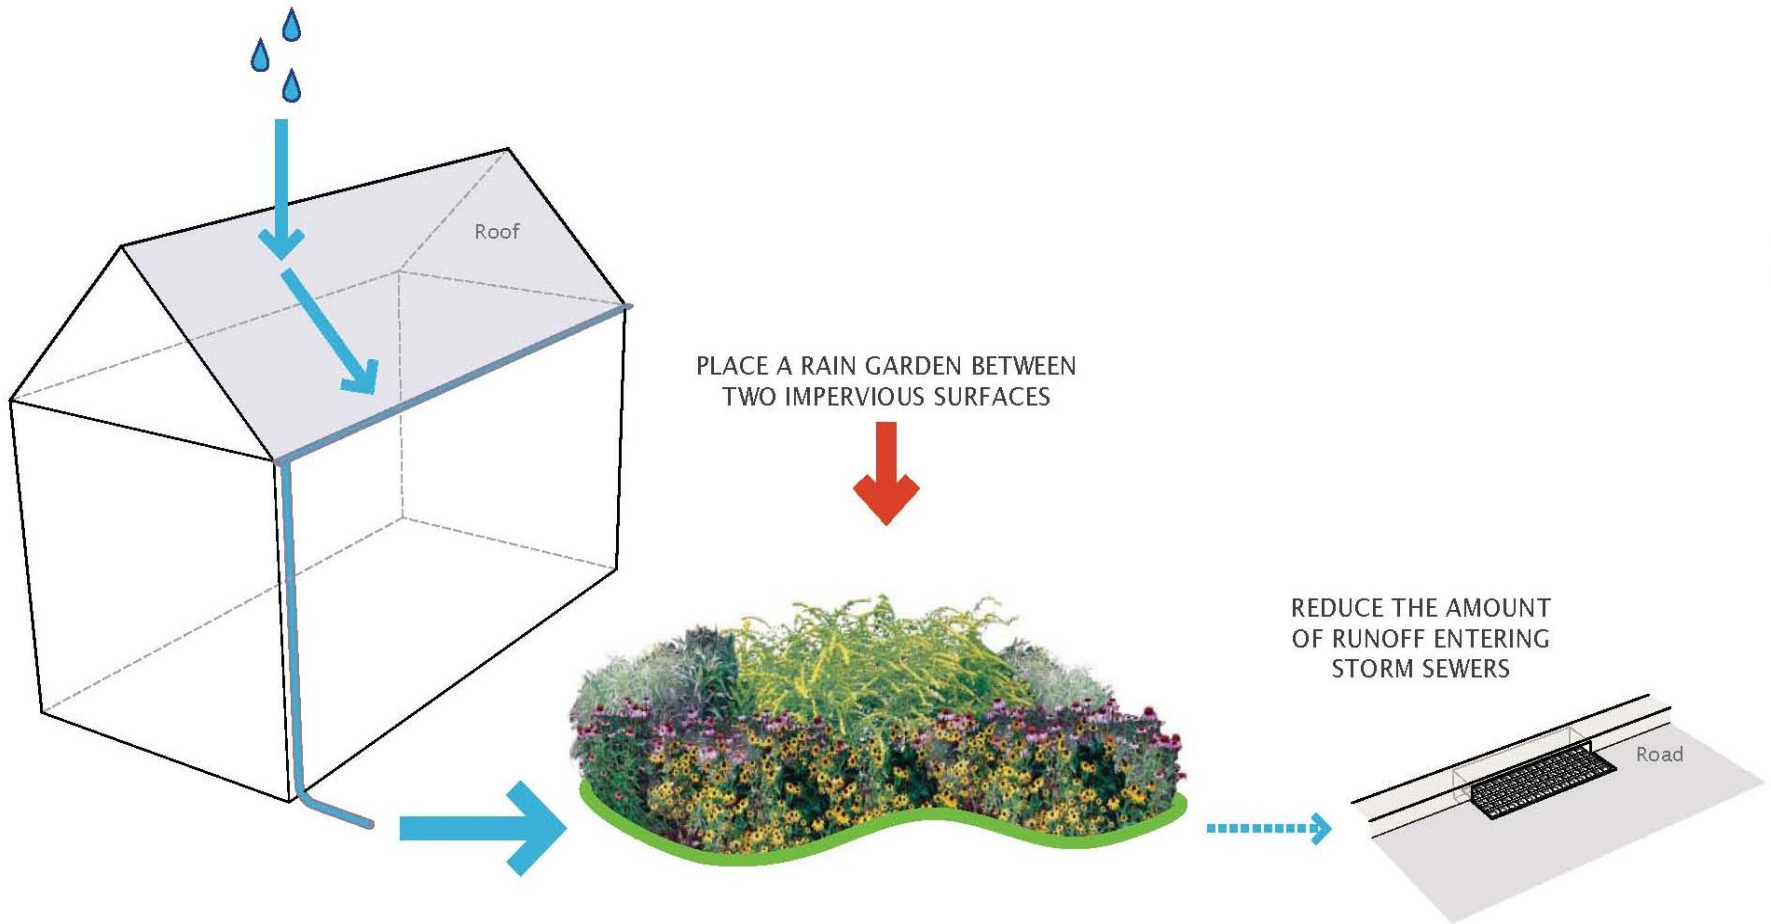 Roof
PLACE A RAIN GARDEN BETWEEN
TWO IMPERVIOUS SURFACES
REDUCE THE AMOUNT
OF RUNOFF ENTERING
STORM SEWERS
Road